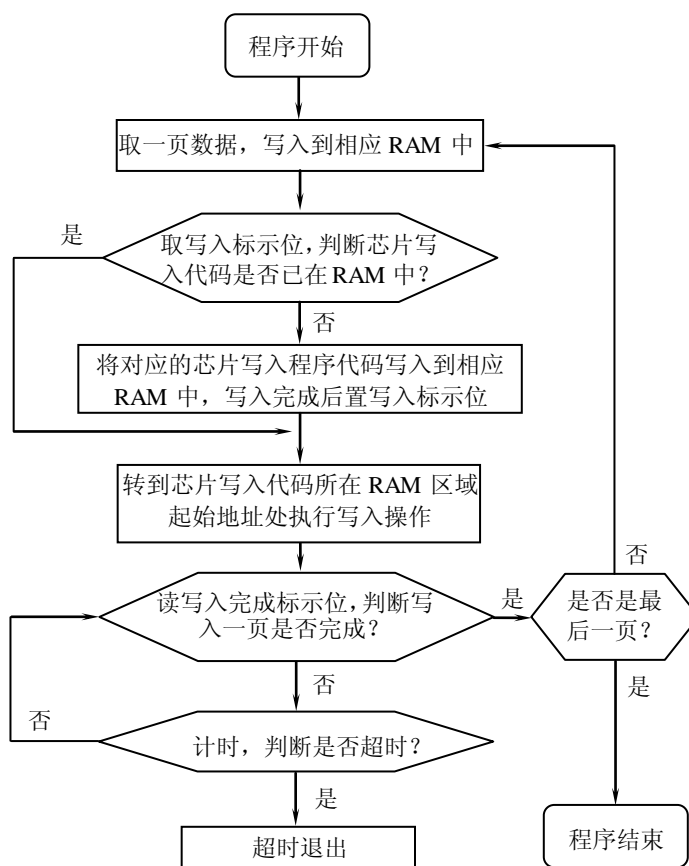 程序开始
取一页数据，写入到相应 RAM 中
是
取写入标示位，判断芯片写
入代码是否已在 RAM 中？
否
将对应的芯片写入程序代码写入到相应
RAM 中，写入完成后置写入标示位
转到芯片写入代码所在 RAM 区域
起始地址处执行写入操作
否
读写入完成标示位，判断写
入一页是否完成？
是
是否是最
后一页？
否
是
否
计时，判断是否超时？
是
超时退出
程序结束